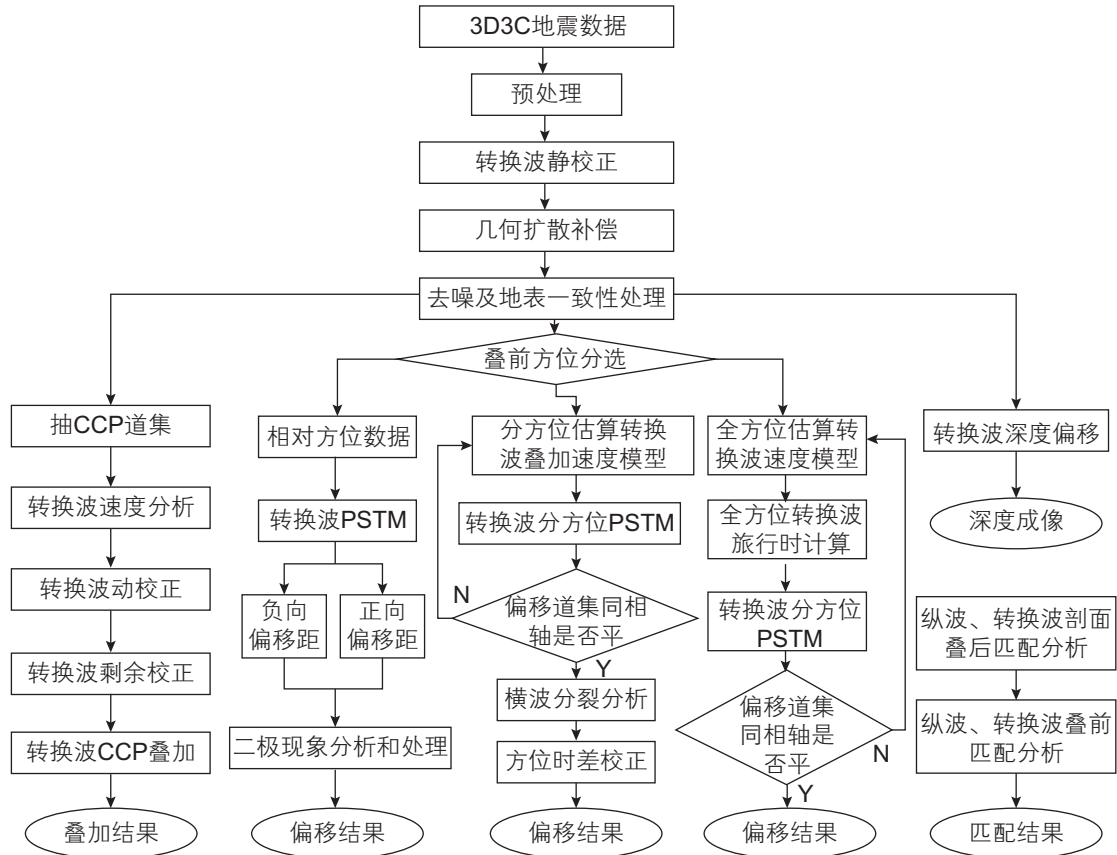 3D3C地震数据
预处理
转换波静校正
几何扩散补偿
去噪及地表一致性处理
叠前方位分选
抽CCP道集
转换波速度分析
转换波动校正
转换波剩余校正
转换波CCP叠加
叠加结果
相对方位数据
转换波PSTM
负向
偏移距
正向
偏移距
二极现象分析和处理
偏移结果
分方位估算转换
波叠加速度模型
转换波分方位PSTM
N
偏移道集同相
轴是否平
Y
横波分裂分析
方位时差校正
偏移结果
全方位估算转
换波速度模型
全方位转换波
旅行时计算
转换波分方位
PSTM
偏移道集
同相轴是
否平
N
Y
偏移结果
转换波深度偏移
深度成像
纵波、转换波剖面
叠后匹配分析
纵波、转换波叠前
匹配分析
匹配结果